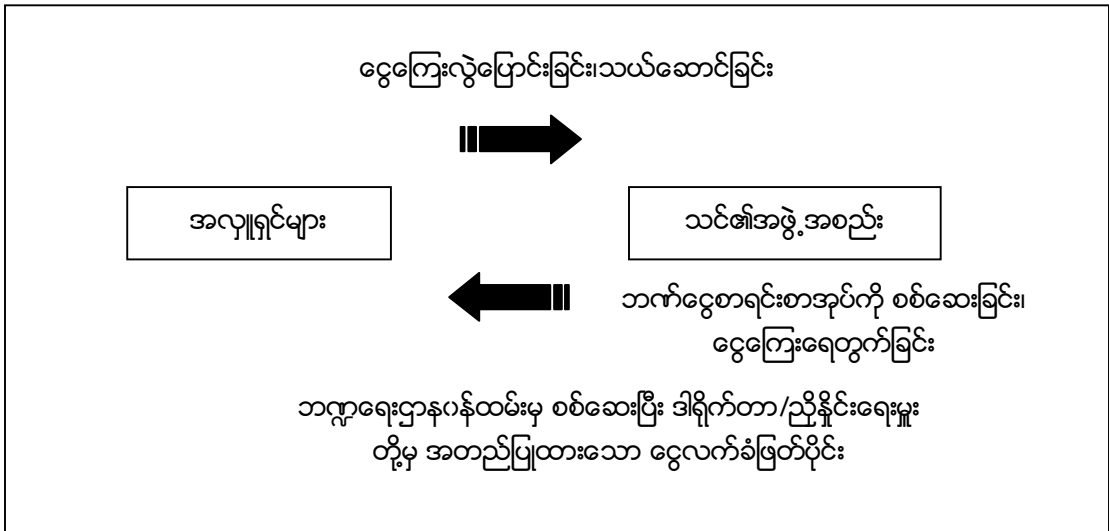 ငွေကြေးလွဲပြောင်းခြင်း၊သယ်ဆောင်ခြင်း
အလှူရှင်များ
သင်၏အဖွဲ့အစည်း
ဘဏ်ငွေစာရင်းစာအုပ်ကို စစ်ဆေးခြင်း၊
ငွေကြေးရေတွက်ခြင်း
ဘဏ္ဍရေးဌာနဝန်ထမ်းမှ စစ်ဆေးပြီး ဒါရိုက်တာ/ညှိနှိုင်းရေးမှူး
တို့မှ အတည်ပြုထားသော ငွေလက်ခံဖြတ်ပိုင်း